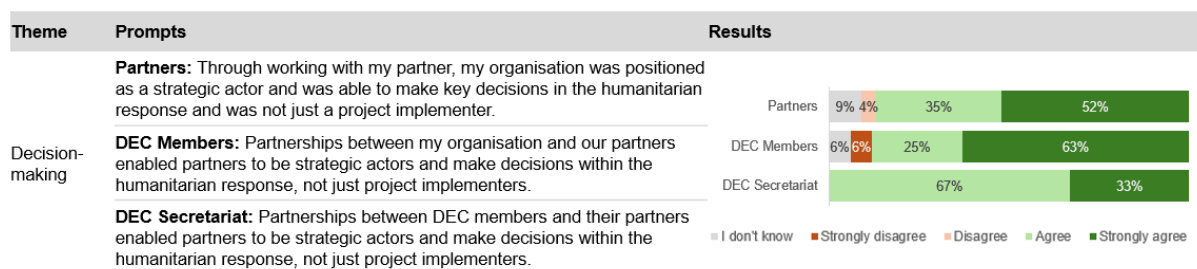 Theme Prompts Results
Partners: Through working with my partner, my organisation was positioned
as a strategic actor and was able to make key decisions in the humanitarian
response and was not just a project implementer.
Decision-
making
DEC Members: Partnerships between my organisation and our partners
enabled partners to be strategic actors and make decisions within the
humanitarian response, not just project implementers.
DEC Secretariat: Partnerships between DEC members and their partners
enabled partners to be strategic actors and make decisions within the
humanitarian response, not just project implementers.
Partners 9% 4% 35% 52%
DEC Members 6% 6% 25% 63%
DEC Secretariat 67% 33%
I don't know Strongly disagree Disagree Agree Strongly agree